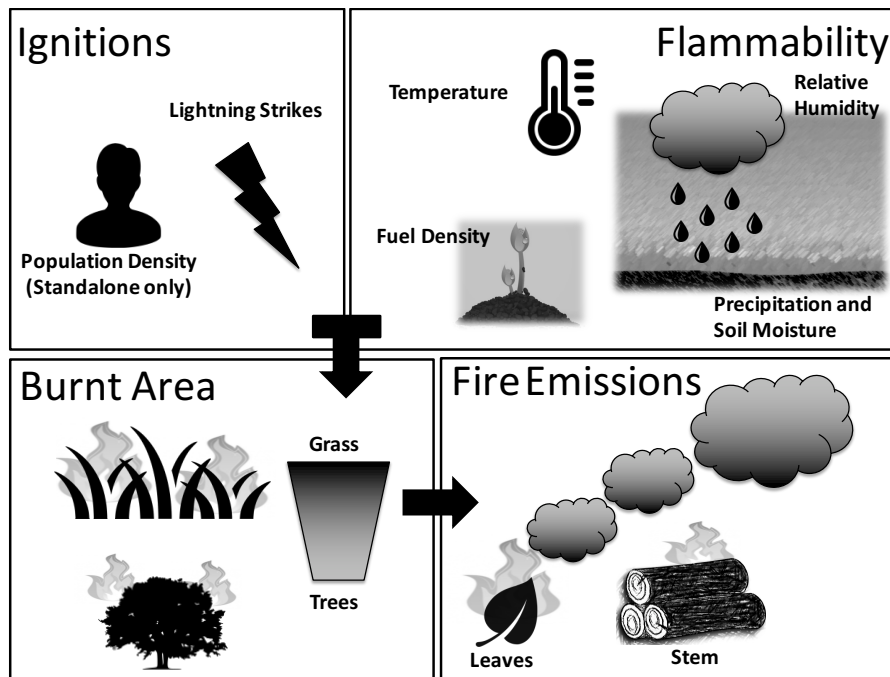 Ignitions
Lightning Strikes
Population Density
(Standalone only)
Flammability
Temperature
Relative
Humidity
Fuel Density
Precipitation and
Soil Moisture
Burnt Area
Grass
Trees
Fire Emissions
Leaves
Stem